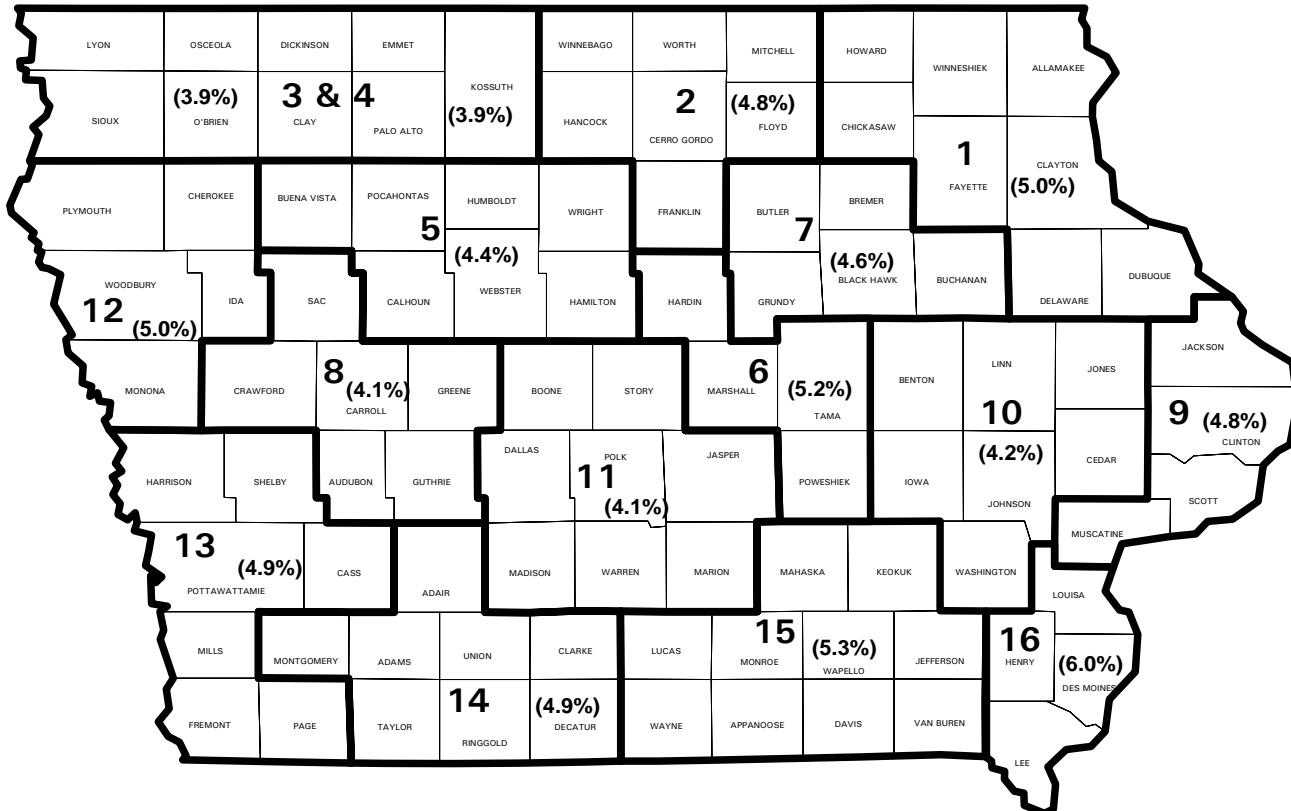 LYON OSCEOLA DICKINSON EMMET WINNEBAGO WORTH MITCHELL HOWARD
WINNESHIEK ALLAMAKEE
KOSSUTH
(3.9%) 3 & 4 (3.9%) 2 (4.8%)
SIOUX O'BRIEN CLAY PALO ALTO HANCOCK CERRO GORDO FLOYD CHICKASAW
1 CLAYTON
FAYETTE (5.0%)
PLYMOUTH CHEROKEE BUENA VISTA POCAHONTAS HUMBOLDT WRIGHT FRANKLIN BUTLER BREMER
5 7
(4.4%) (4.6%)
WOODBURY IDA SAC CALHOUN WEBSTER HAMILTON HARDIN GRUNDY BLACK HAWK BUCHANAN DELAWARE DUBUQUE
12 (5.0%)
JACKSON
MONONA CRAWFORD 8 (4.1%) GREENE BOONE STORY MARSHALL 6 (5.2%) BENTON LINN JONES
CARROLL TAMA
10 9 (4.8%)
CLINTON
HARRISON SHELBY AUDUBON GUTHRIE DALLAS POLK JASPER POWESHIEK IOWA (4.2%) CEDAR
11 (4.1%) JOHNSON SCOTT
MUSCATINE
13 (4.9%) CASS ADAIR MADISON WARREN MARION MAHASKA KEOKUK WASHINGTON
POTTAWATTAMIE LOUISA
MILLS MONTGOMERY ADAMS UNION CLARKE LUCAS 15 (5.3%) JEFFERSON 16 (6.0%)
MONROE WAPELLO HENRY DES MOINES
FREMONT PAGE TAYLOR 14 (4.9%) WAYNE APPANOOSE DAVIS VAN BUREN
RINGGOLD DECATUR
LEE